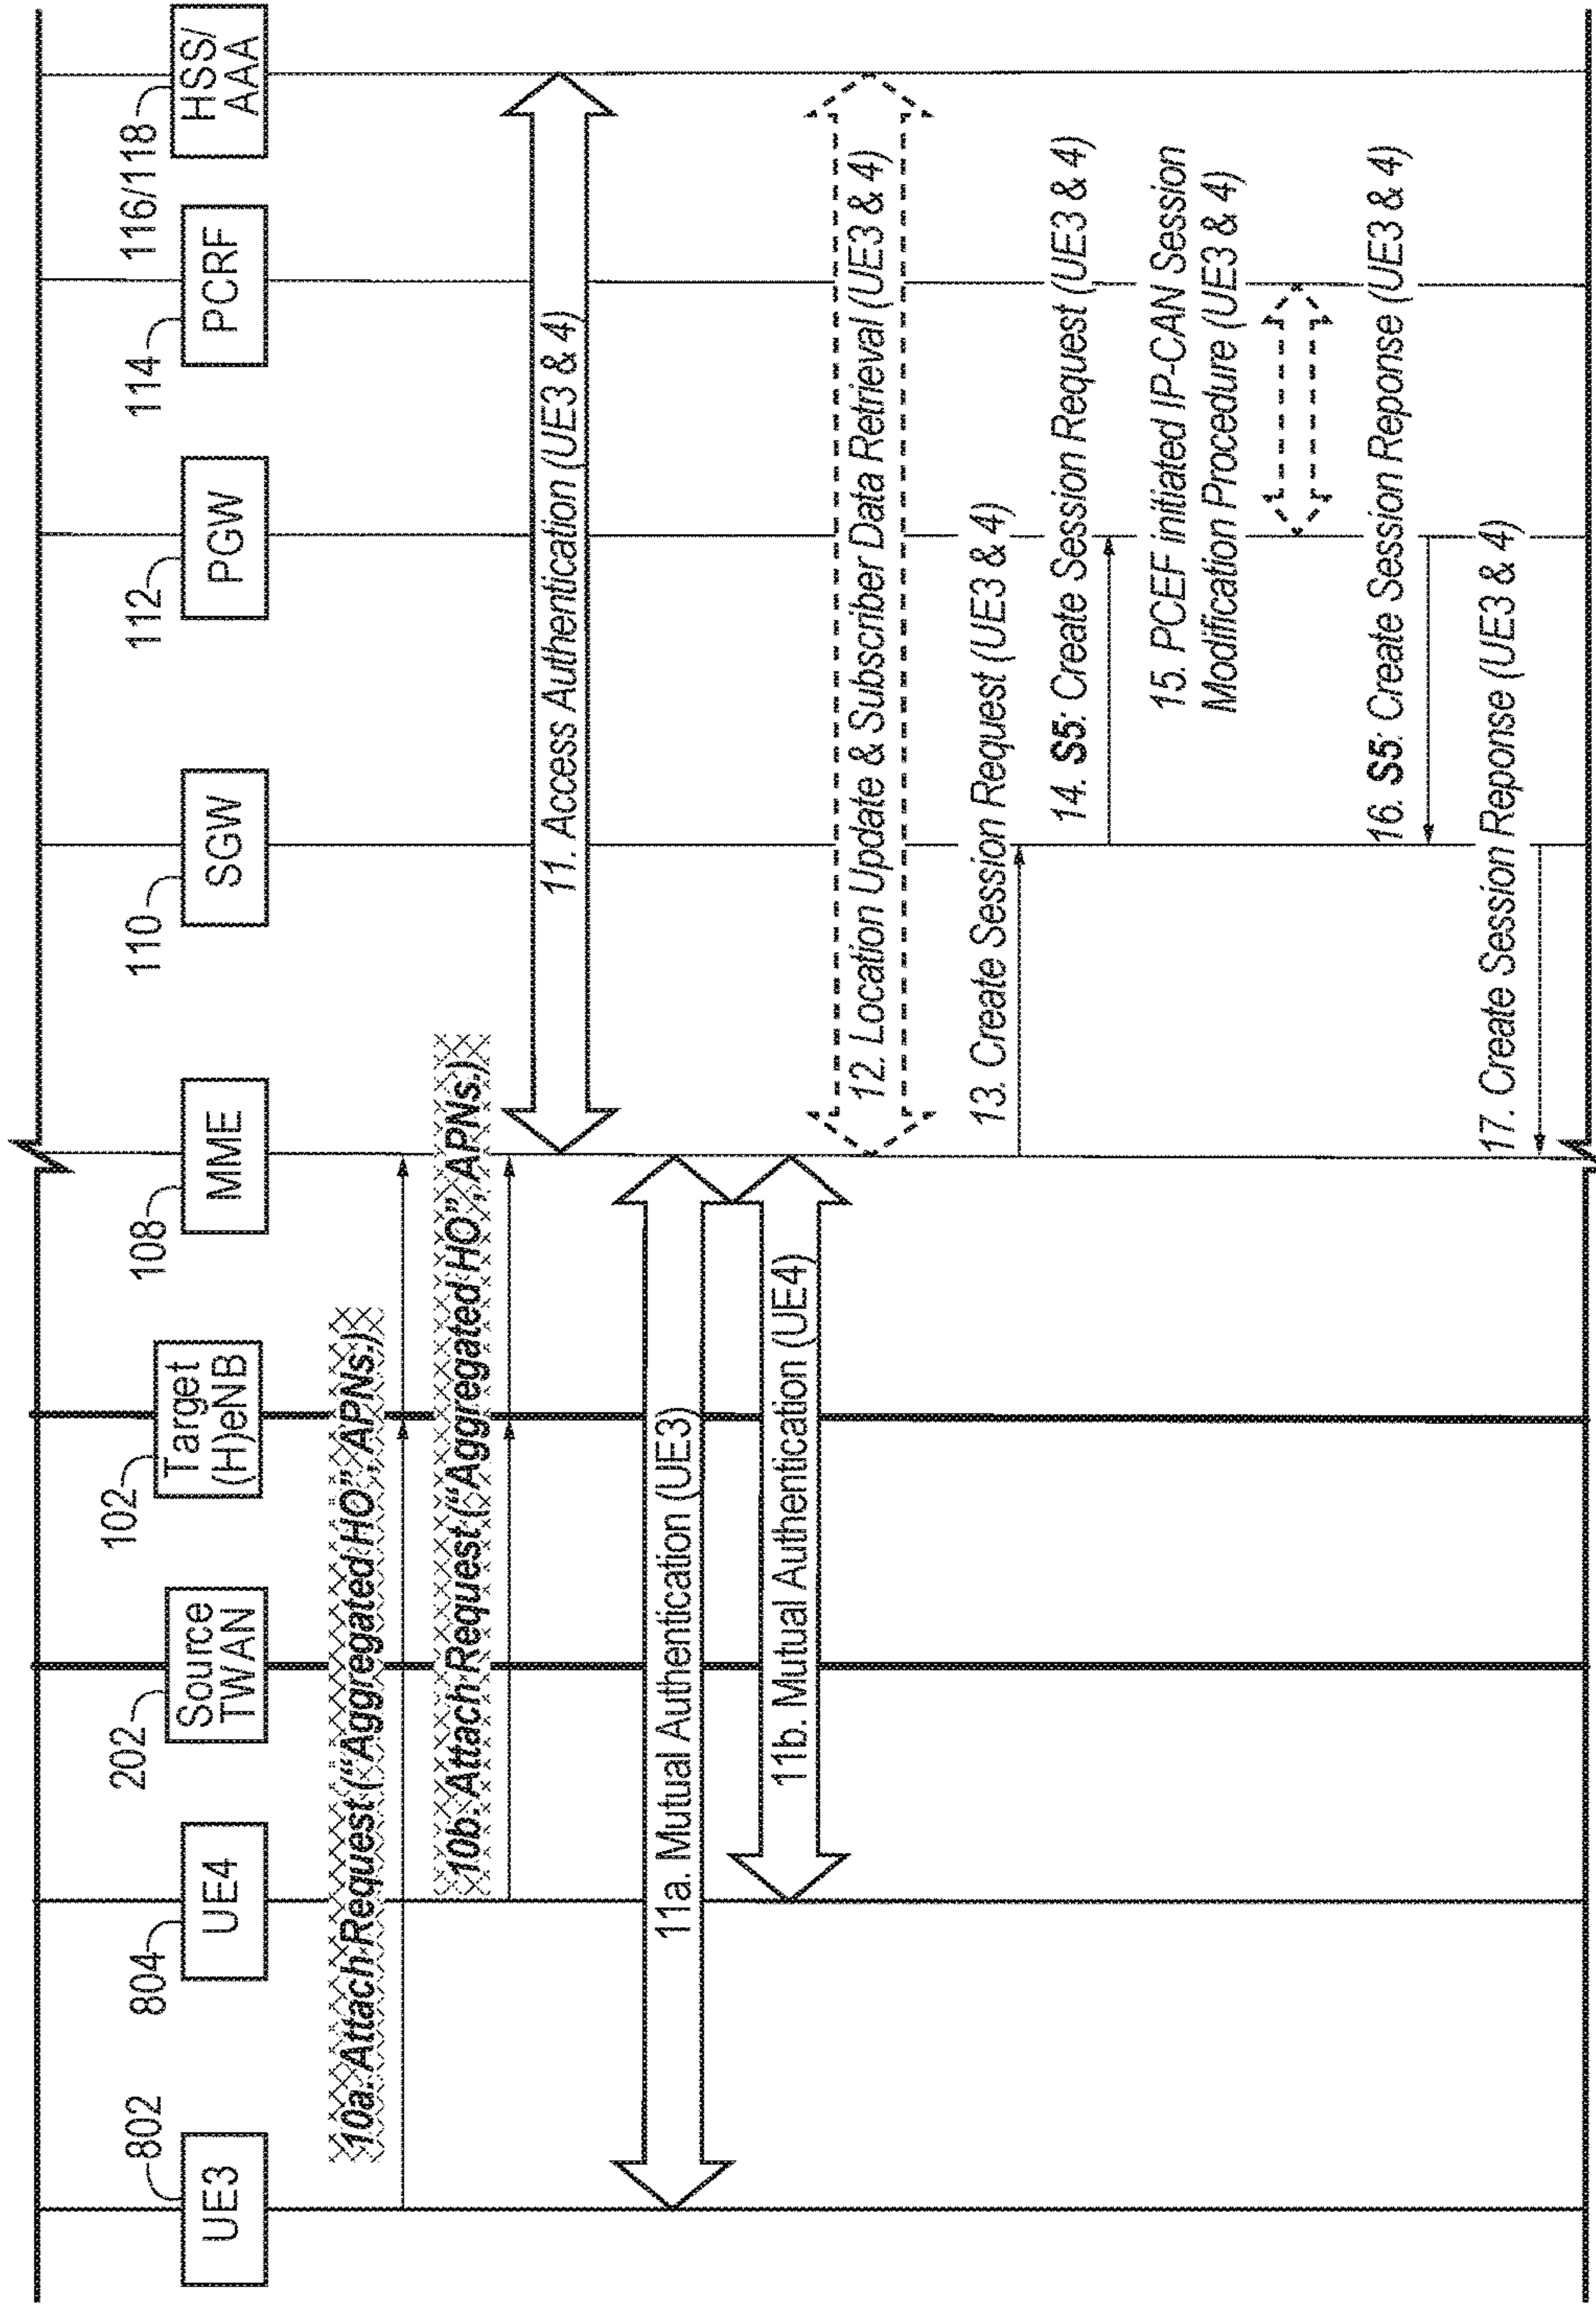 802
UE3
804
UE4
202
Source
TWAN
102
Target
(H)eNB
108
MME
110
SGW
112
PGW
114
PCRF
116/118
HSS/
AAA
10a. Attach Request (“Aggregated HO”, APNs.)
10b. Attach Request (“Aggregated HO”, APNs.)
11. Access Authentication (UE3 & 4)
11a. Mutual Authentication (UE3)
11b. Mutual Authentication (UE4)
12. Location Update & Subscriber Data Retrieval (UE3 & 4)
13. Create Session Request (UE3 & 4)
14. S5: Create Session Request (UE3 & 4)
15. PCEF initiated IP-CAN Session
Modification Procedure (UE3 & 4)
16. S5: Create Session Reponse (UE3 & 4)
17. Create Session Reponse (UE3 & 4)